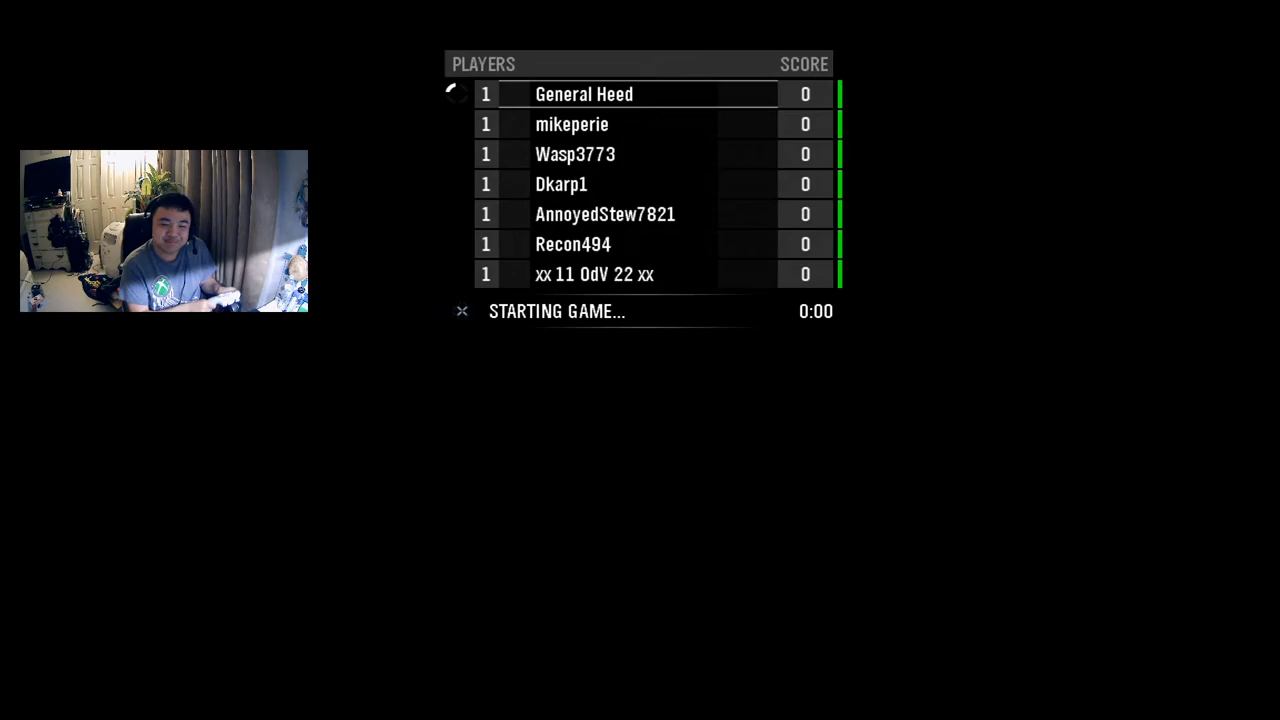 PLAYERS SCORE
1 General Heed 0
1 mikeperie 0
1 Wasp3773 0
1 Dkarp1 0
1 AnnoyedStew7821 0
1 Recon494 0
1 xx 11 OdV 22 xx 0
STARTING GAME... 0:00